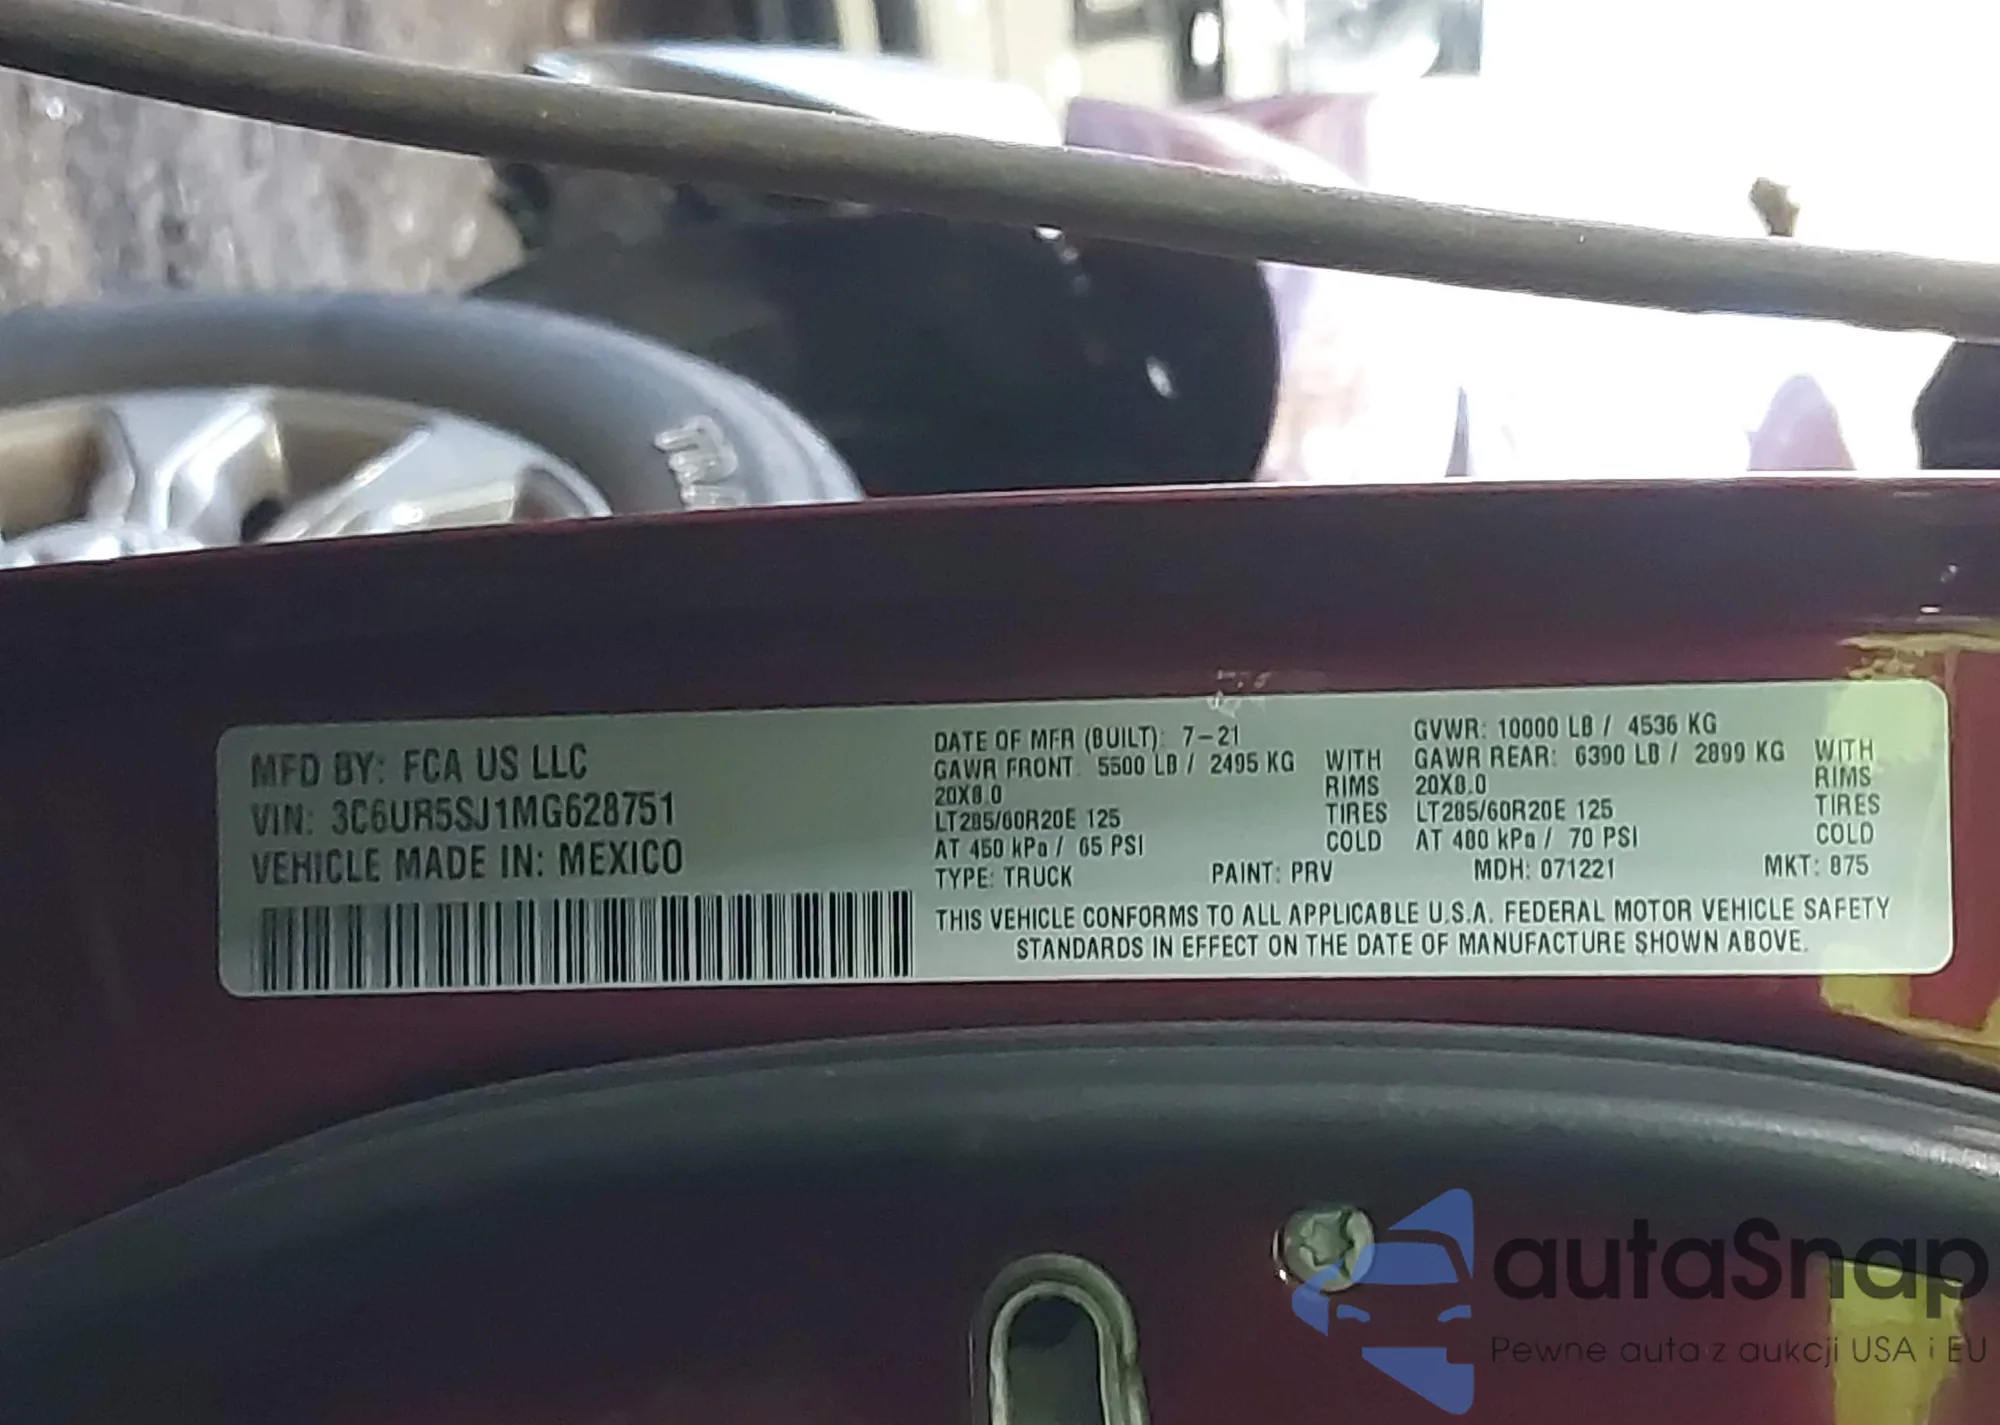 MFD BY: FCA US LLC
VIN: 3C6UR5SJ1MG628751
VEHICLE MADE IN: MEXICO
DATE OF MFR (BUILT): 7-21
GAWR FRONT: 5500 LB / 2495 KG WITH
20X8.0 RIMS
LT285/60R20E 125 TIRES
AT 450 kPa / 65 PSI COLD
GVWR: 10000 LB / 4536 KG
GAWR REAR: 6390 LB / 2899 KG WITH
20X8.0 RIMS
LT285/60R20E 125 TIRES
AT 480 kPa / 70 PSI COLD
TYPE: TRUCK PAINT: PRV MDH: 071221 MKT: 875
THIS VEHICLE CONFORMS TO ALL APPLICABLE U.S.A. FEDERAL MOTOR VEHICLE SAFETY
STANDARDS IN EFFECT ON THE DATE OF MANUFACTURE SHOWN ABOVE.
autaSnap
Pewne auta z aukcji USA i EU